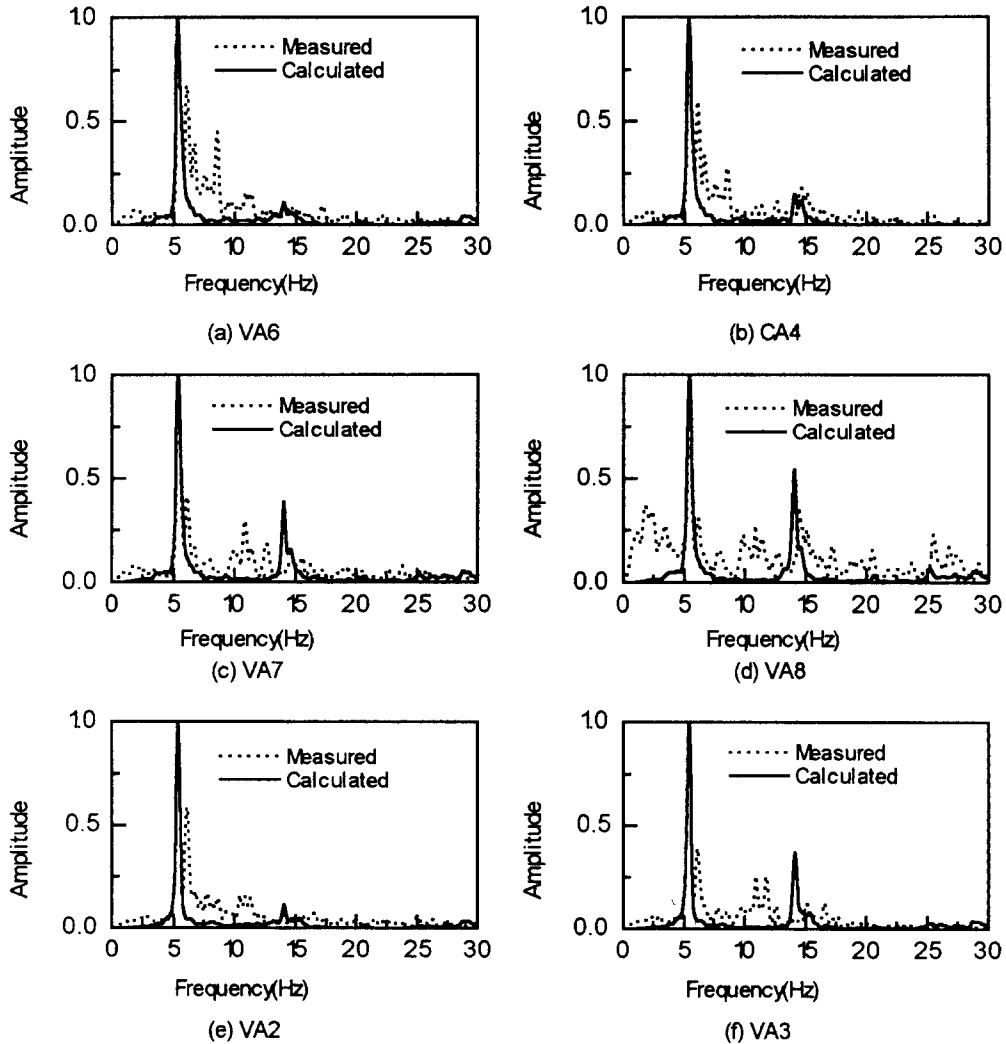 1.0
Measured
Calculated
0.5
0.0
Amplitude
0 5 10 15 20 25 30
Frequency(Hz)
(a) VA6
1.0
Measured
Calculated
0.5
0.0
Amplitude
0 5 10 15 20 25 30
Frequency(Hz)
(b) CA4
1.0
Measured
Calculated
0.5
0.0
Amplitude
0 5 10 15 20 25 30
Frequency(Hz)
(c) VA7
1.0
Measured
Calculated
0.5
0.0
Amplitude
0 5 10 15 20 25 30
Frequency(Hz)
(d) VA8
1.0
Measured
Calculated
0.5
0.0
Amplitude
0 5 10 15 20 25 30
Frequency(Hz)
(e) VA2
1.0
Measured
Calculated
0.5
0.0
Amplitude
0 5 10 15 20 25 30
Frequency(Hz)
(f) VA3